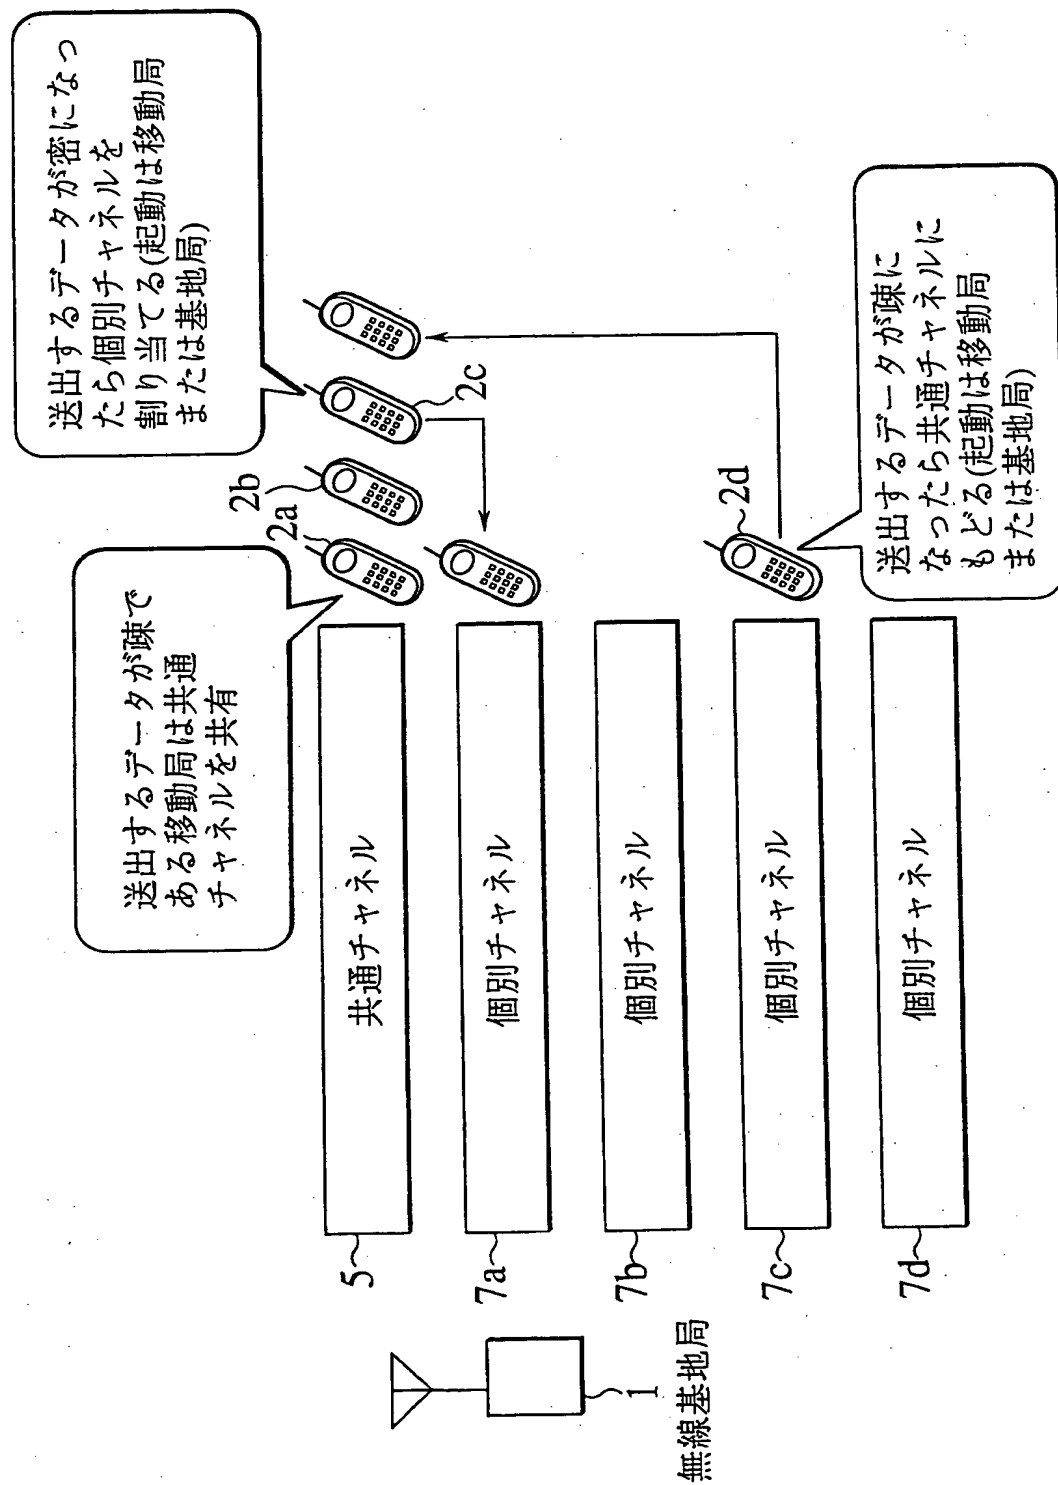 送出するデータが密になっ
たら個別チャネルを
割り当てる(起動は移動局
または基地局)
送出するデータが疎で
ある移動局は共通
チャネルを共有
2a
2b
2c
5
共通チャネル
7a
個別チャネル
7b
個別チャネル
7c
個別チャネル
2d
7d
個別チャネル
送出するデータが疎に
なったら共通チャネルに
もどる(起動は移動局
または基地局)
1
無線基地局